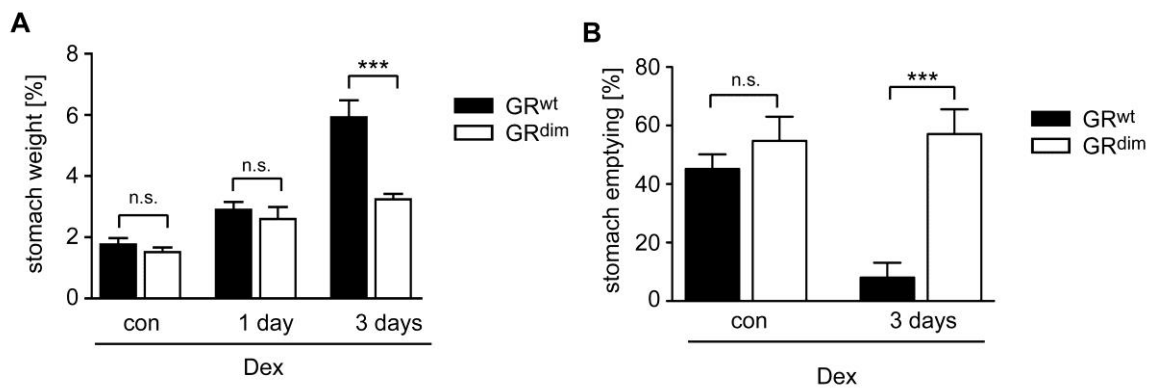 A
stomach weight [%]
8
6
4
2
0
n.s.
n.s.
***
GRwt
GRdim
con
1 day
3 days
Dex
B
stomach emptying [%]
80
60
40
20
0
n.s.
***
GRwt
GRdim
con
3 days
Dex